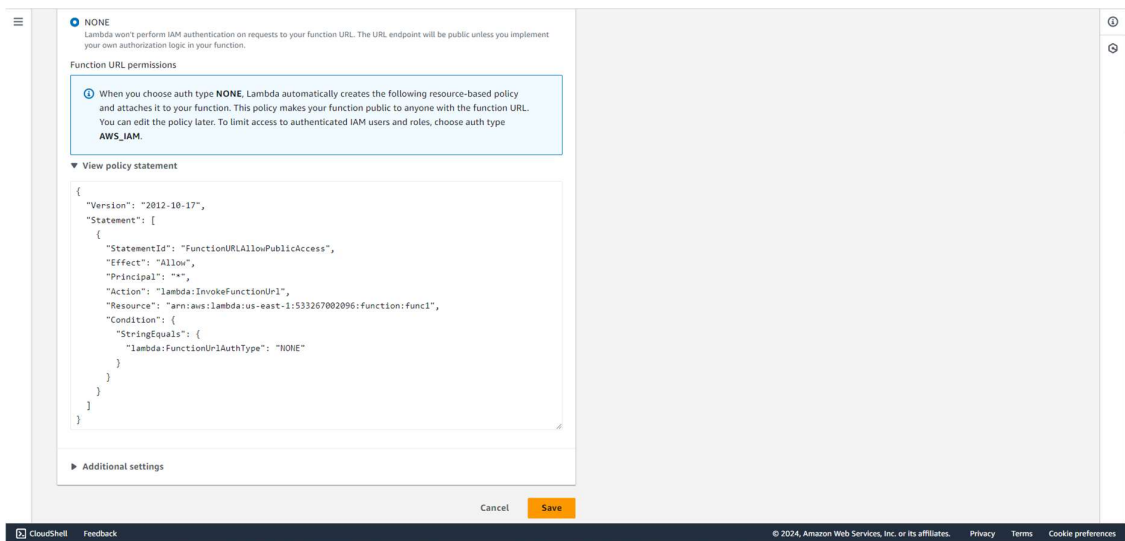 NONE
Lambda won't perform IAM authentication on requests to your function URL. The URL endpoint will be public unless you implement
your own authorization logic in your function.
Function URL permissions
When you choose auth type NONE, Lambda automatically creates the following resource-based policy
and attaches it to your function. This policy makes your function public to anyone with the function URL.
You can edit the policy later. To limit access to authenticated IAM users and roles, choose auth type
AWS_IAM.
View policy statement
{
"Version": "2012-10-17",
"Statement": [
{
"StatementId": "FunctionURLAllowPublicAccess",
"Effect": "Allow",
"Principal": "*",
"Action": "lambda:InvokeFunctionUrl",
"Resource": "arn:aws:lambda:us-east-1:533267002096:function:func1",
"Condition": {
"StringEquals": {
"lambda:FunctionUrlAuthType": "NONE"
}
}
}
]
}
Additional settings
Cancel Save
CloudShell Feedback © 2024, Amazon Web Services, Inc. or its affiliates. Privacy Terms Cookie preferences